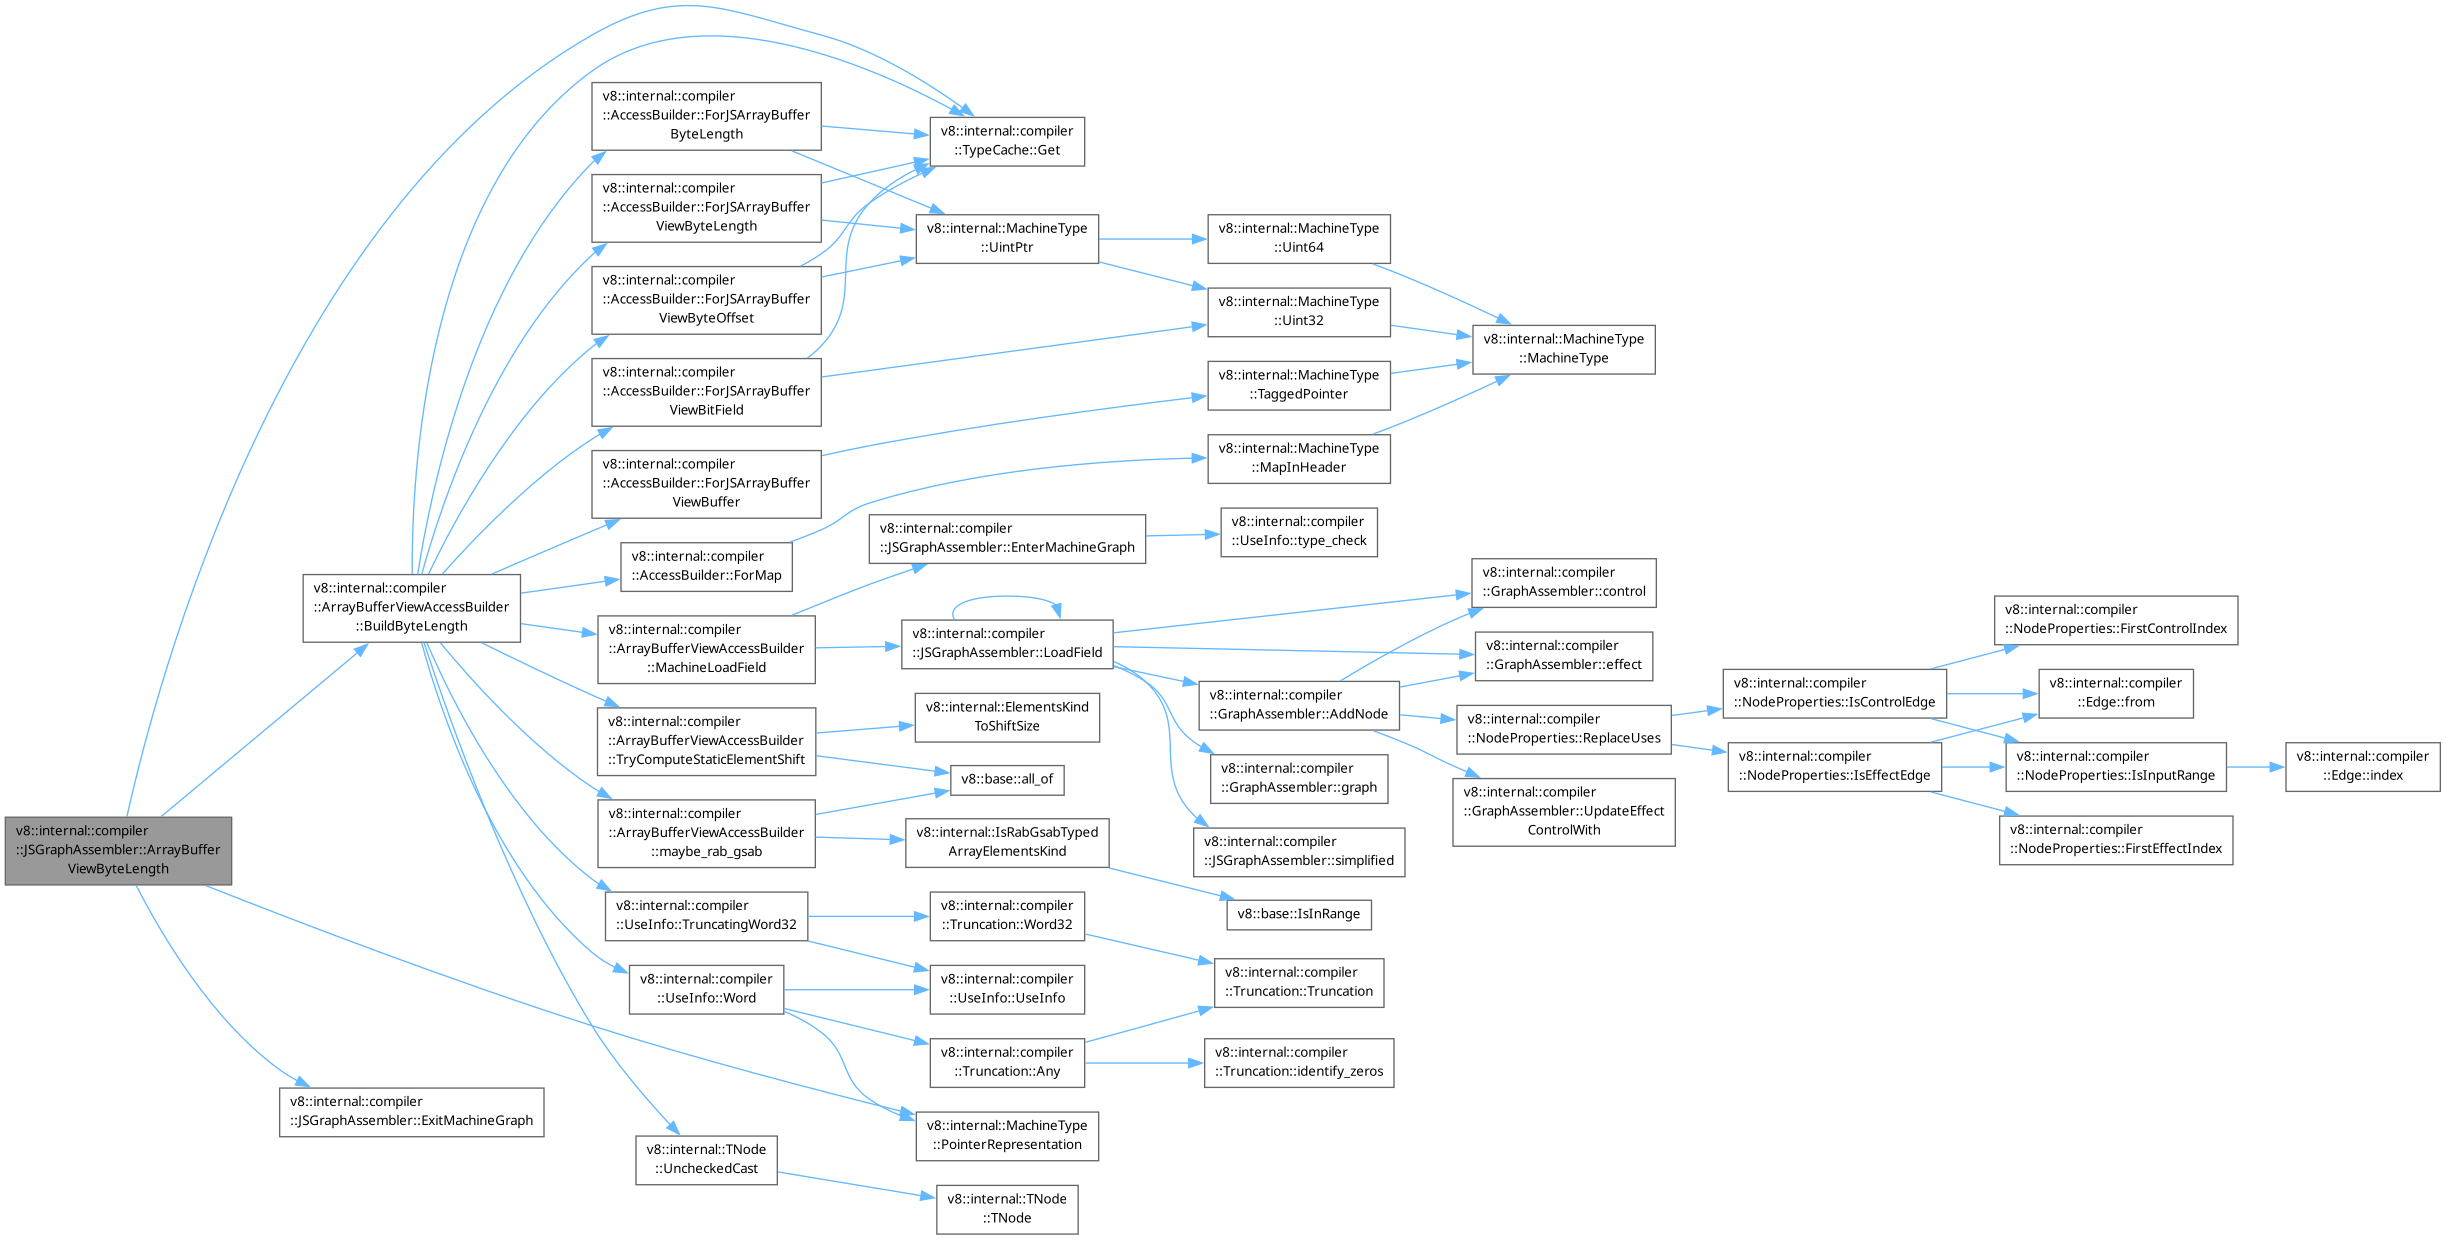 v8::internal::compiler
::JSGraphAssembler::ArrayBuffer
ViewByteLength
v8::internal::compiler
::ArrayBufferViewAccessBuilder
::BuildByteLength
v8::internal::compiler
::JSGraphAssembler::ExitMachineGraph
v8::internal::compiler
::AccessBuilder::ForJSArrayBuffer
ByteLength
v8::internal::compiler
::AccessBuilder::ForJSArrayBuffer
ViewByteLength
v8::internal::compiler
::AccessBuilder::ForJSArrayBuffer
ViewByteOffset
v8::internal::compiler
::AccessBuilder::ForJSArrayBuffer
ViewBitField
v8::internal::compiler
::AccessBuilder::ForJSArrayBuffer
ViewBuffer
v8::internal::compiler
::AccessBuilder::ForMap
v8::internal::compiler
::ArrayBufferViewAccessBuilder
::MachineLoadField
v8::internal::compiler
::ArrayBufferViewAccessBuilder
::TryComputeStaticElementShift
v8::internal::compiler
::ArrayBufferViewAccessBuilder
::maybe_rab_gsab
v8::internal::compiler
::UseInfo::TruncatingWord32
v8::internal::compiler
::UseInfo::Word
v8::internal::TNode
::UncheckedCast
v8::internal::compiler
::TypeCache::Get
v8::internal::MachineType
::UintPtr
v8::internal::compiler
::JSGraphAssembler::EnterMachineGraph
v8::internal::compiler
::JSGraphAssembler::LoadField
v8::internal::ElementsKind
ToShiftSize
v8::base::all_of
v8::internal::IsRabGsabTyped
ArrayElementsKind
v8::internal::compiler
::Truncation::Word32
v8::internal::compiler
::UseInfo::UseInfo
v8::internal::compiler
::Truncation::Any
v8::internal::MachineType
::PointerRepresentation
v8::internal::TNode
::TNode
v8::internal::MachineType
::Uint64
v8::internal::MachineType
::Uint32
v8::internal::MachineType
::TaggedPointer
v8::internal::MachineType
::MapInHeader
v8::internal::compiler
::UseInfo::type_check
v8::internal::compiler
::GraphAssembler::AddNode
v8::internal::compiler
::GraphAssembler::graph
v8::internal::compiler
::JSGraphAssembler::simplified
v8::base::IsInRange
v8::internal::compiler
::Truncation::Truncation
v8::internal::compiler
::Truncation::identify_zeros
v8::internal::MachineType
::MachineType
v8::internal::compiler
::GraphAssembler::control
v8::internal::compiler
::GraphAssembler::effect
v8::internal::compiler
::NodeProperties::ReplaceUses
v8::internal::compiler
::GraphAssembler::UpdateEffect
ControlWith
v8::internal::compiler
::NodeProperties::IsControlEdge
v8::internal::compiler
::NodeProperties::IsEffectEdge
v8::internal::compiler
::NodeProperties::FirstControlIndex
v8::internal::compiler
::Edge::from
v8::internal::compiler
::NodeProperties::IsInputRange
v8::internal::compiler
::NodeProperties::FirstEffectIndex
v8::internal::compiler
::Edge::index